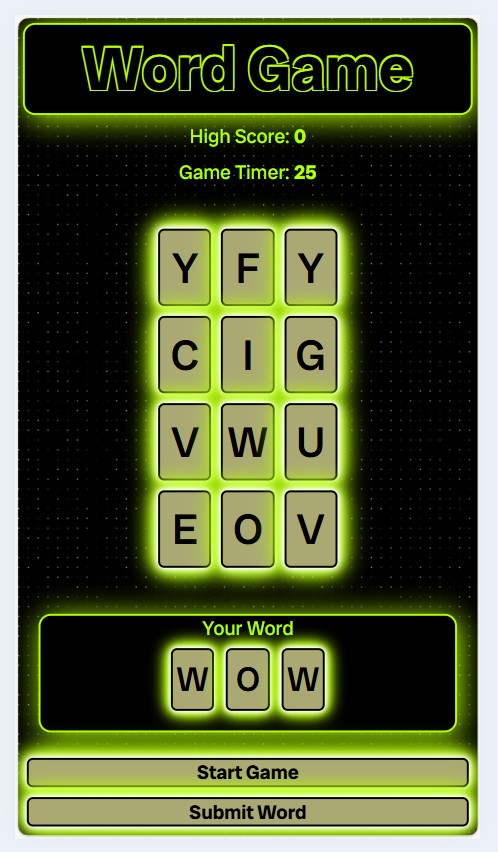 Word Game
High Score: 0
Game Timer: 25
Y F Y
C I G
V W U
E O V
Your Word
W O W
Start Game
Submit Word